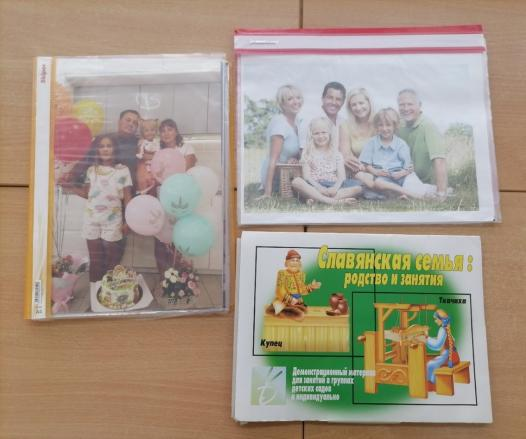 Славянская семья :
родство и занятия
Купец
Ткачиха
Демонстрационный материал
для занятий в группах
детских садов
и индивидуально